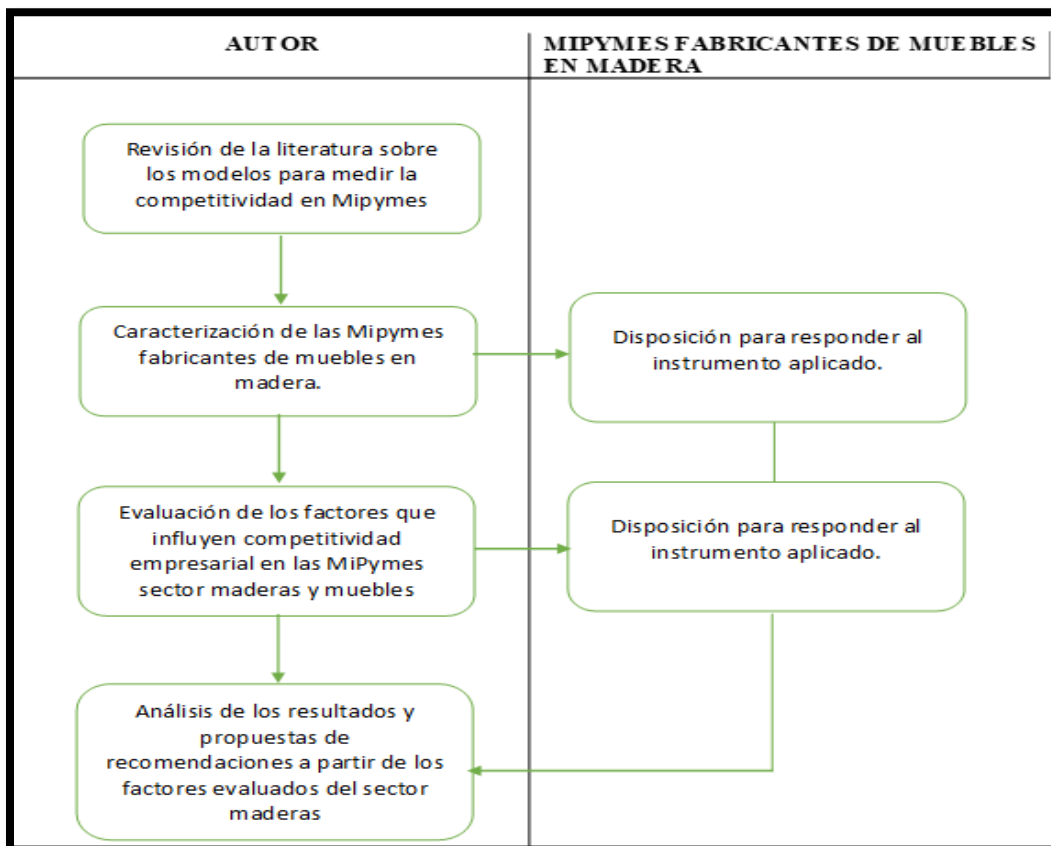 AUTOR
MIPYMES FABRICANTES DE MUEBLES
EN MADERA
Revisión de la literatura sobre
los modelos para medir la
competitividad en Mipymes
Caracterización de las Mipymes
fabricantes de muebles en
madera.
Disposición para responder al
instrumento aplicado.
Evaluación de los factores que
influyen competitividad
empresarial en las MiPymes
sector maderas y muebles
Disposición para responder al
instrumento aplicado.
Análisis de los resultados y
propuestas de
recomendaciones a partir de los
factores evaluados del sector
maderas